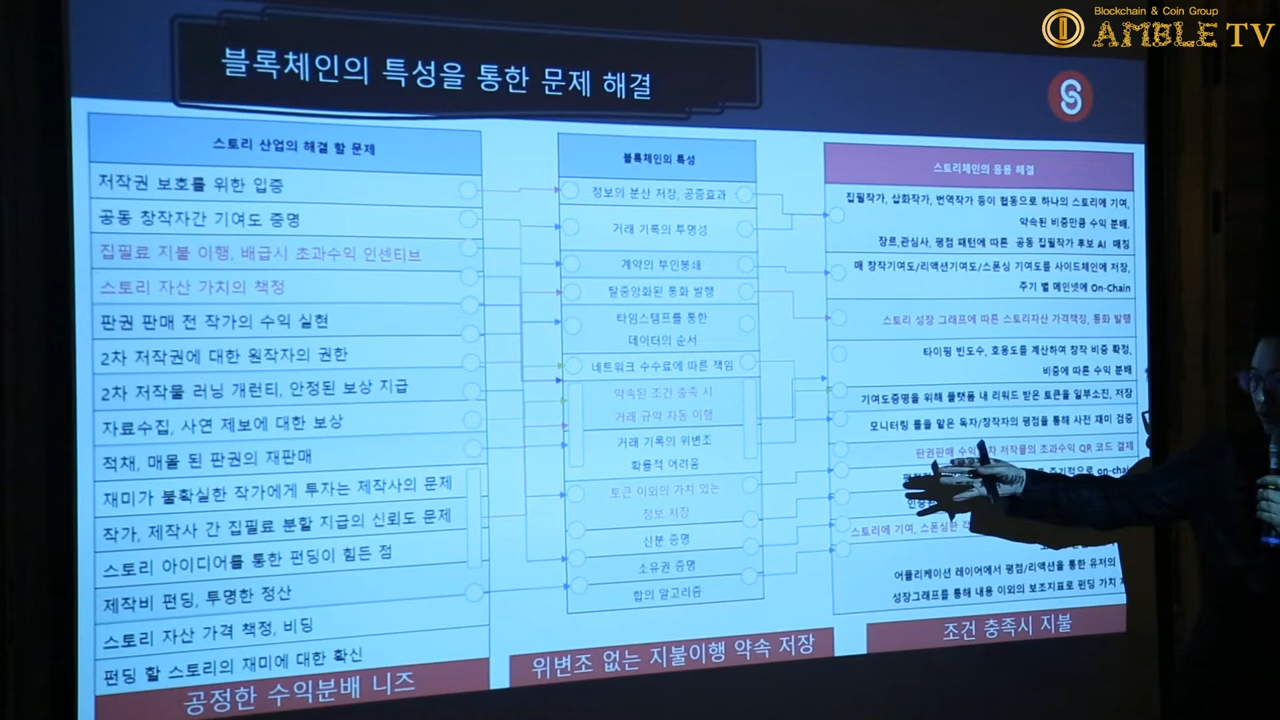 Blockchain & Coin Group
AMBLE TV
블록체인의 특성을 통한 문제 해결
스토리 산업의 해결 할 문제
저작권 보호를 위한 입증
공동 창작자간 기여도 증명
집필료 지불 이행, 배급시 초과수익 인센티브
스토리 자산 가치의 책정
판권 판매 전 작가의 수익 실현
2차 저작권에 대한 원작자의 권한
2차 저작물 러닝 개런티, 안정된 보상 지급
자료수집, 사연 제보에 대한 보상
적채, 매몰 된 판권의 재판매
재미가 불확실한 작가에게 투자는 제작사의 문제
작가, 제작사 간 집필료 분할 지급의 신뢰도 문제
스토리 아이디어를 통한 펀딩이 힘든 점
제작비 펀딩, 투명한 정산
스토리 자산 가격 책정, 비딩
펀딩 할 스토리의 재미에 대한 확신
공정한 수익분배 니즈
블록체인의 특성
정보의 분산 저장, 공증효과
거래 기록의 투명성
계약의 부인봉쇄
탈중앙화된 통화 발행
타임스템프를 통한
데이터의 순서
네트워크 수수료에 따른 책임
약속된 조건 충족 시
거래 규약 자동 이행
거래 기록의 위변조
확률적 어려움
토큰 이외의 가치 있는
정보 저장
신분 증명
소유권 증명
합의 알고리즘
위변조 없는 지불이행 약속 저장
스토리체인의 응용 해결
집필작가, 삽화작가, 번역작가 등이 협동으로 하나의 스토리에 기여,
약속된 비중만큼 수익 분배.
장르,관심사, 평점 패턴에 따른 공동 집필작가 후보 AI 매칭
매 창작기여도/리액션기여도/스폰싱 기여도를 사이드체인에 저장,
주기 별 메인넷에 On-Chain
스토리 성장 그래프에 따른 스토리자산 가격책정, 통화 발행
타이핑 빈도수, 호응도를 계산하여 창작 비중 확정,
비중에 따른 수익 분배
기여도증명을 위해 플랫폼 내 리워드 받은 토큰을 일부소진, 저장
모니터링 툴을 맡은 독자/창작자의 평점을 통해 사전 재미 검증
판권판매 수익 차 저작물의 초과수익 QR 코드 결제
주기적으로 on-chai
스토리에 기여, 스폰싱한
어플리케이션 레이어에서 평점/리액션을 통한 유저의
성장그래프를 통해 내용 이외의 보조지표로 펀딩 가치
조건 충족시 지불